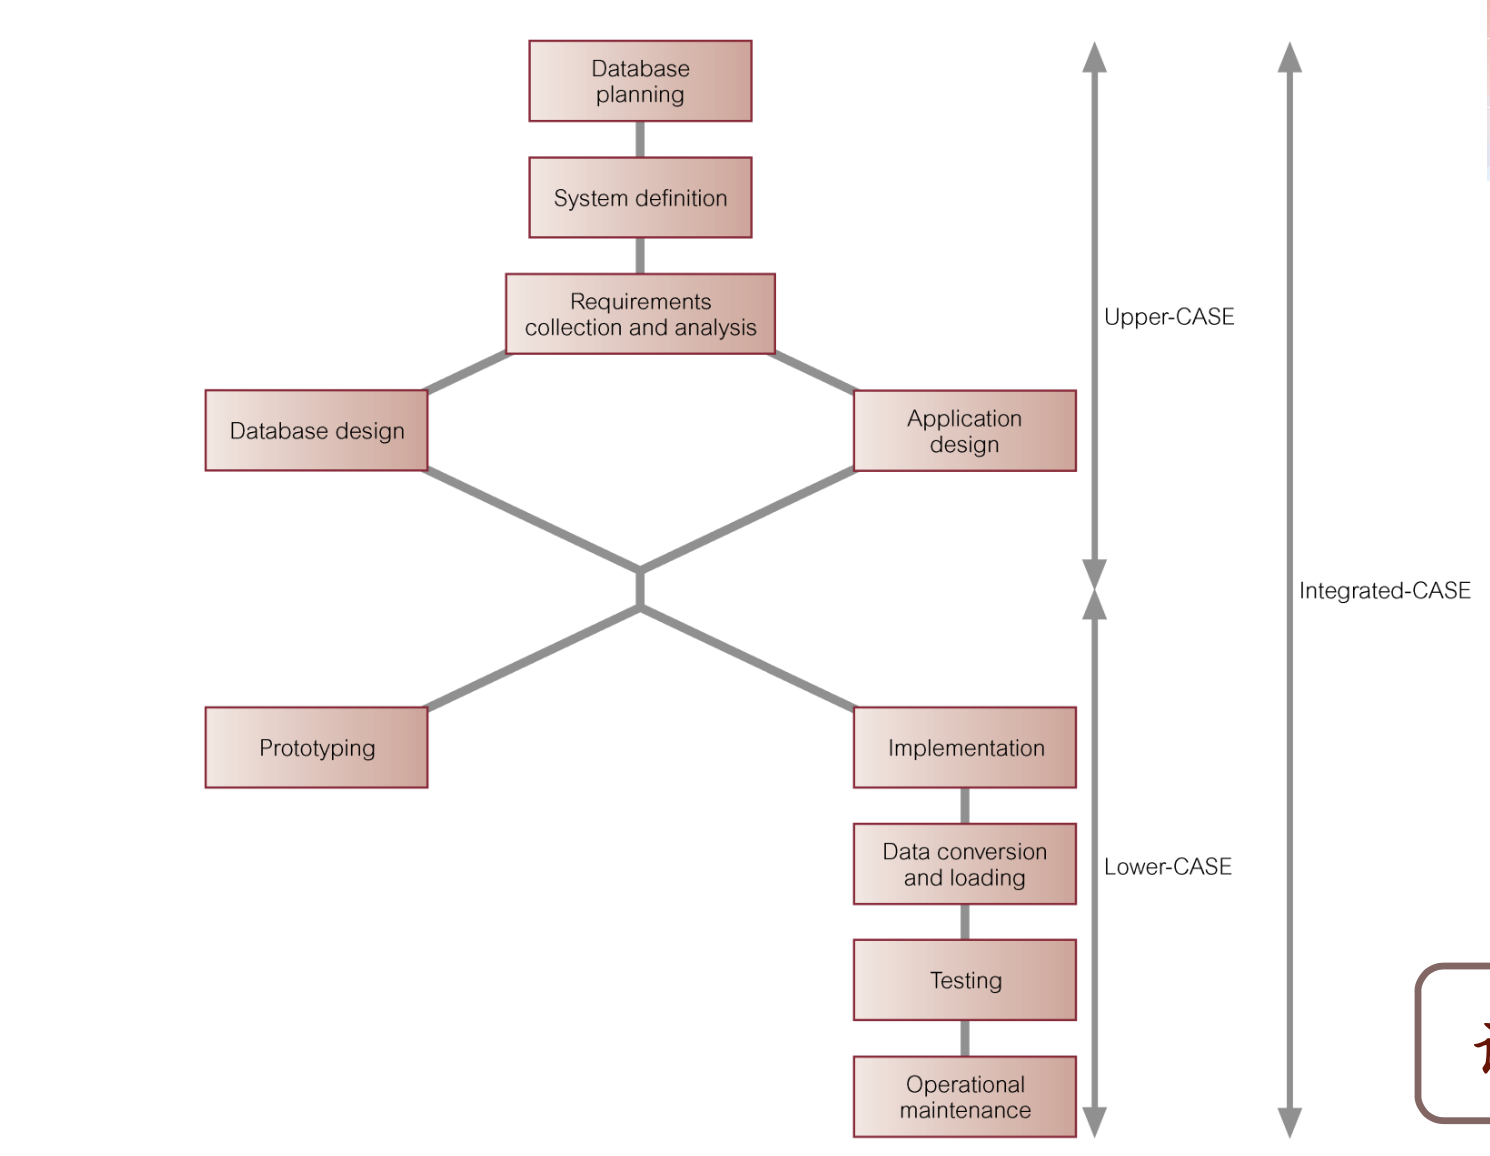 Database
planning
System definition
Requirements
collection and analysis
Upper-CASE
Database design
Application
design
Integrated-CASE
Prototyping
Implementation
Data conversion
and loading
Lower-CASE
Testing
Operational
maintenance